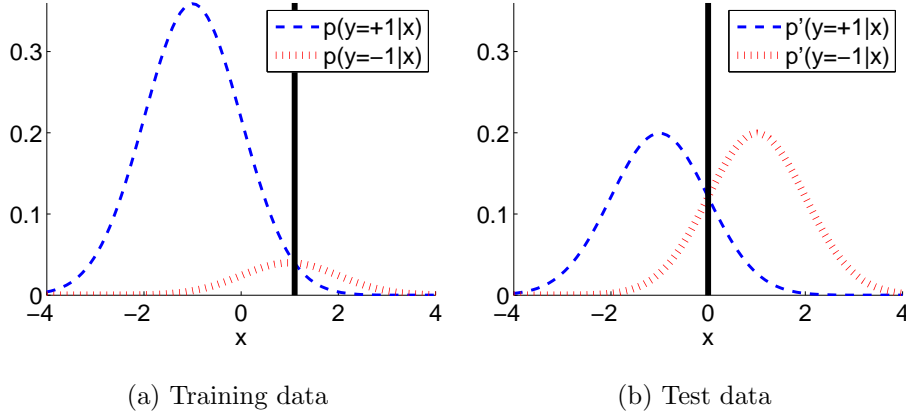 0.3
0.2
0.1
0
p(y=+1|x)
p(y=−1|x)
−4
−2
0
2
4
x
(a) Training data
0.3
0.2
0.1
0
p'(y=+1|x)
p'(y=−1|x)
−4
−2
0
2
4
x
(b) Test data